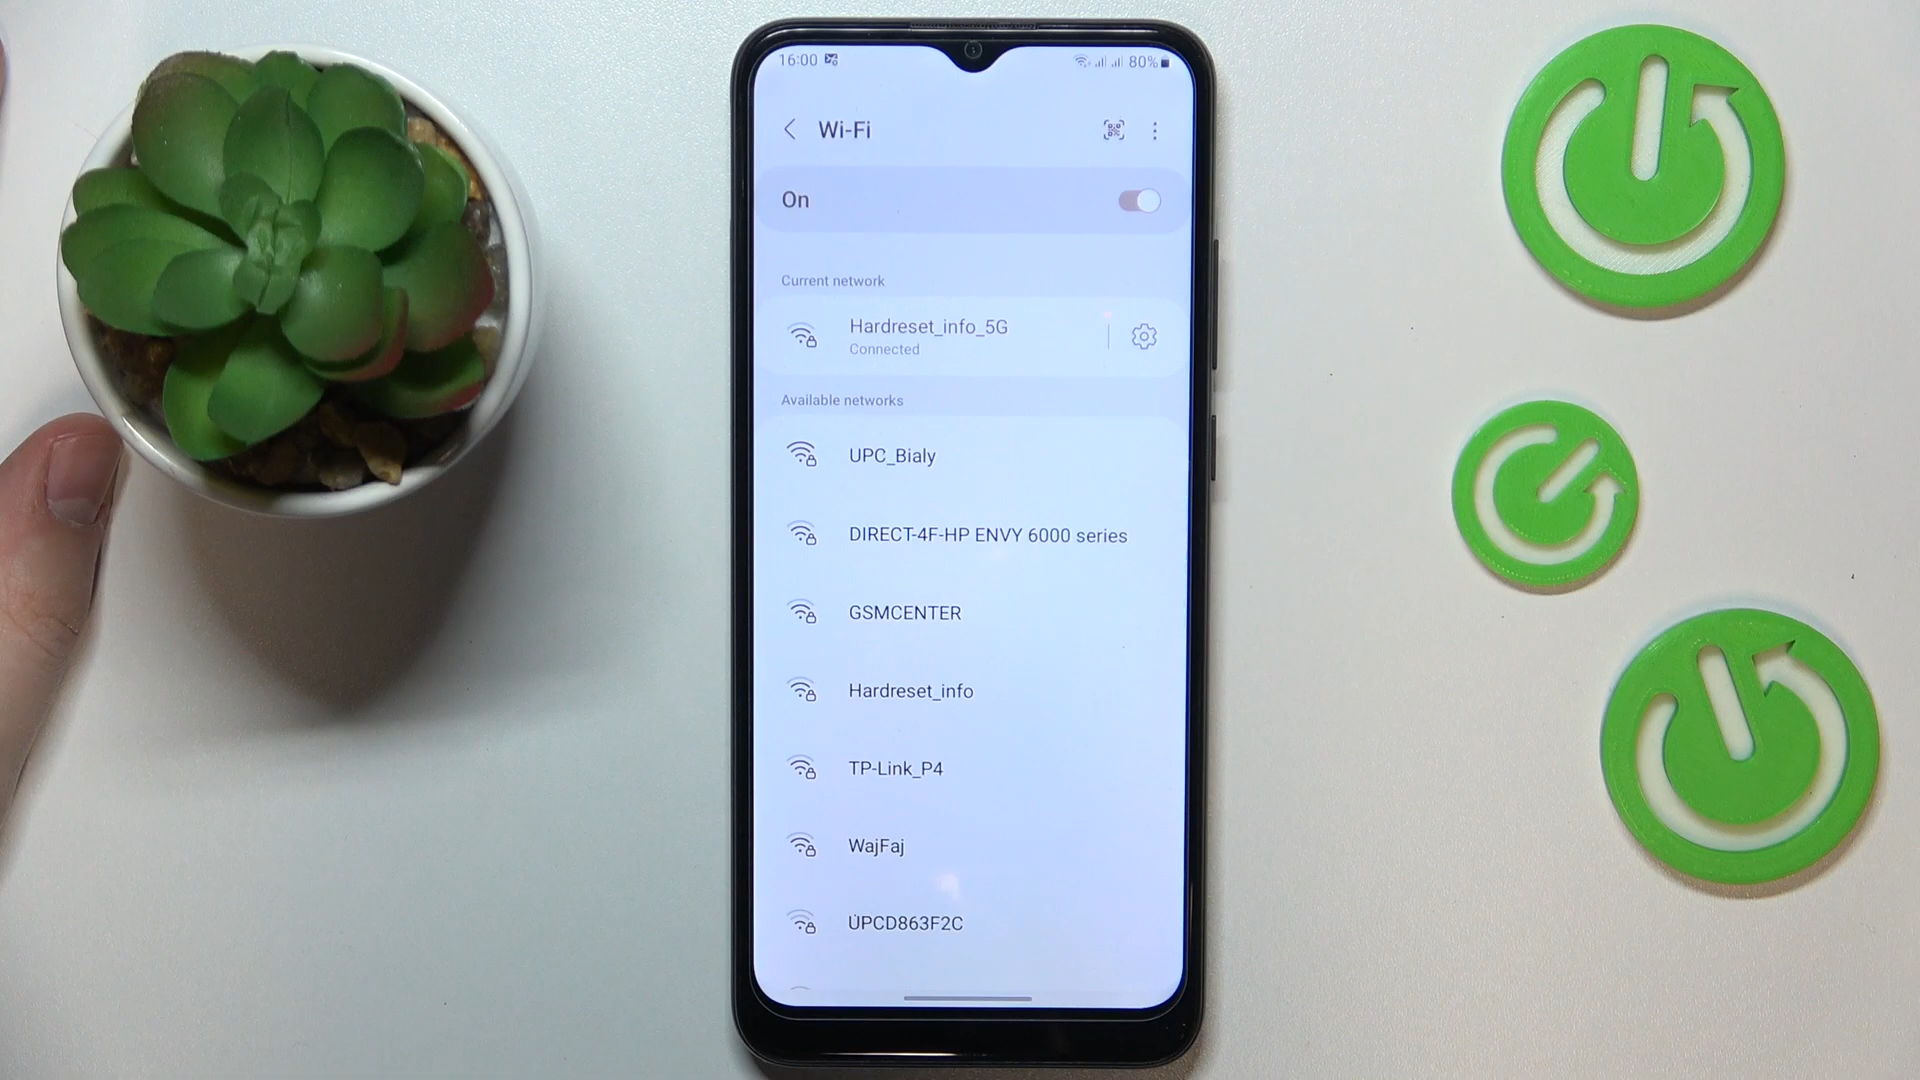 16:00 80%
Wi-Fi
On
Current network
Hardreset_info_5G
Connected
Available networks
UPC_Bialy
DIRECT-4F-HP ENVY 6000 series
GSMCENTER
Hardreset_info
TP-Link_P4
WajFaj
UPCD863F2C